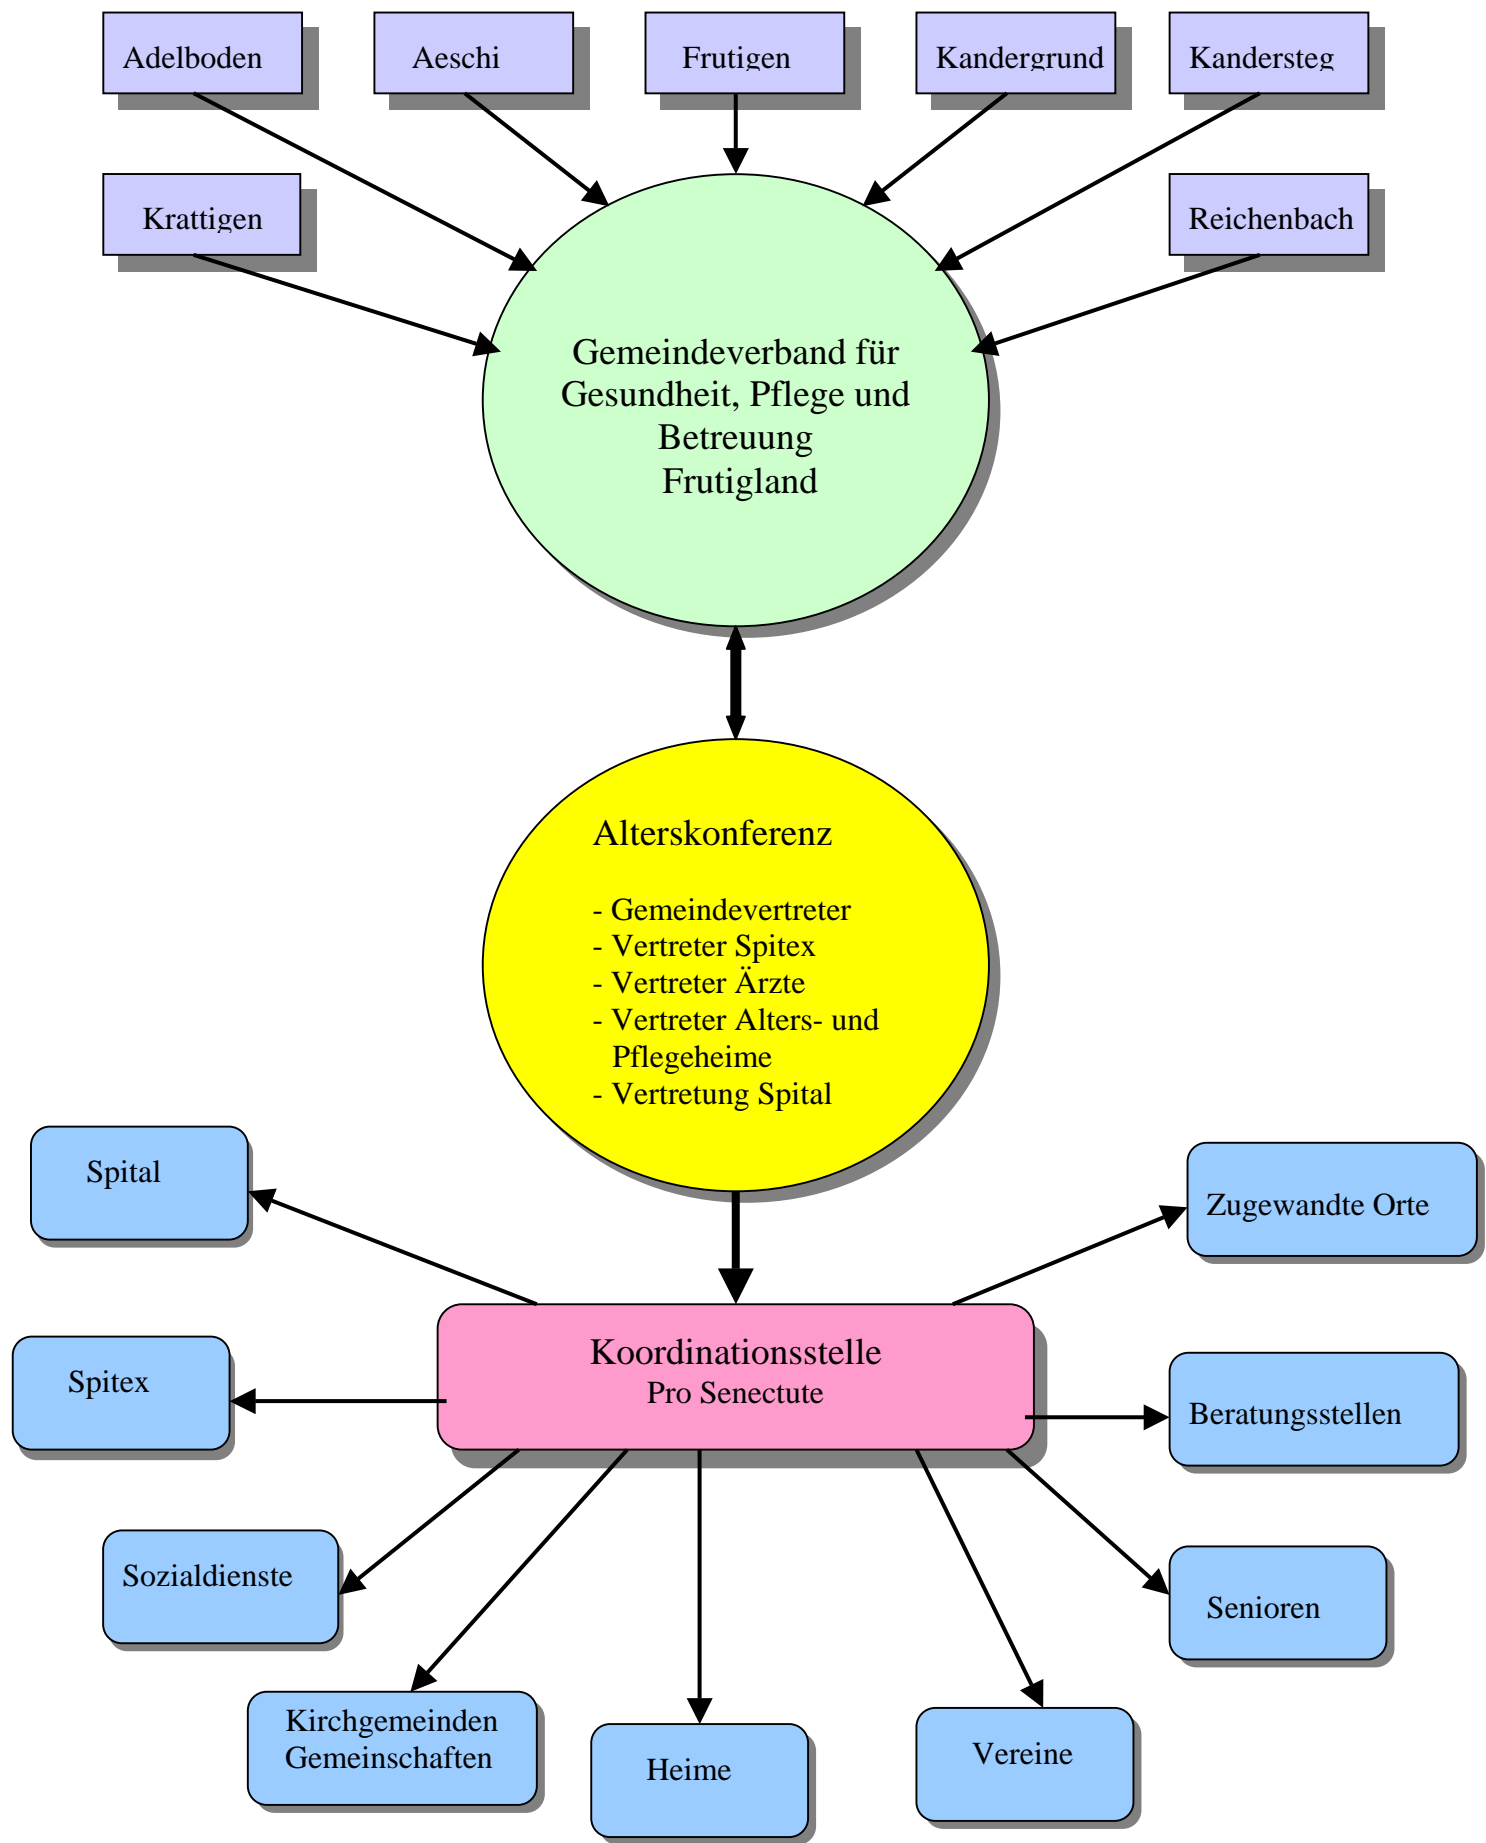 Adelboden
Aeschi
Frutigen
Kandergrund
Kandersteg
Krattigen
Reichenbach
Gemeindeverband für
Gesundheit, Pflege und
Betreuung
Frutigland
Alterskonferenz
- Gemeindevertreter
- Vertreter Spitex
- Vertreter Ärzte
- Vertreter Alters- und
Pflegeheime
- Vertretung Spital
Spital
Zugewandte Orte
Koordinationsstelle
Pro Senectute
Spitex
Beratungsstellen
Sozialdienste
Senioren
Kirchgemeinden
Gemeinschaften
Heime
Vereine